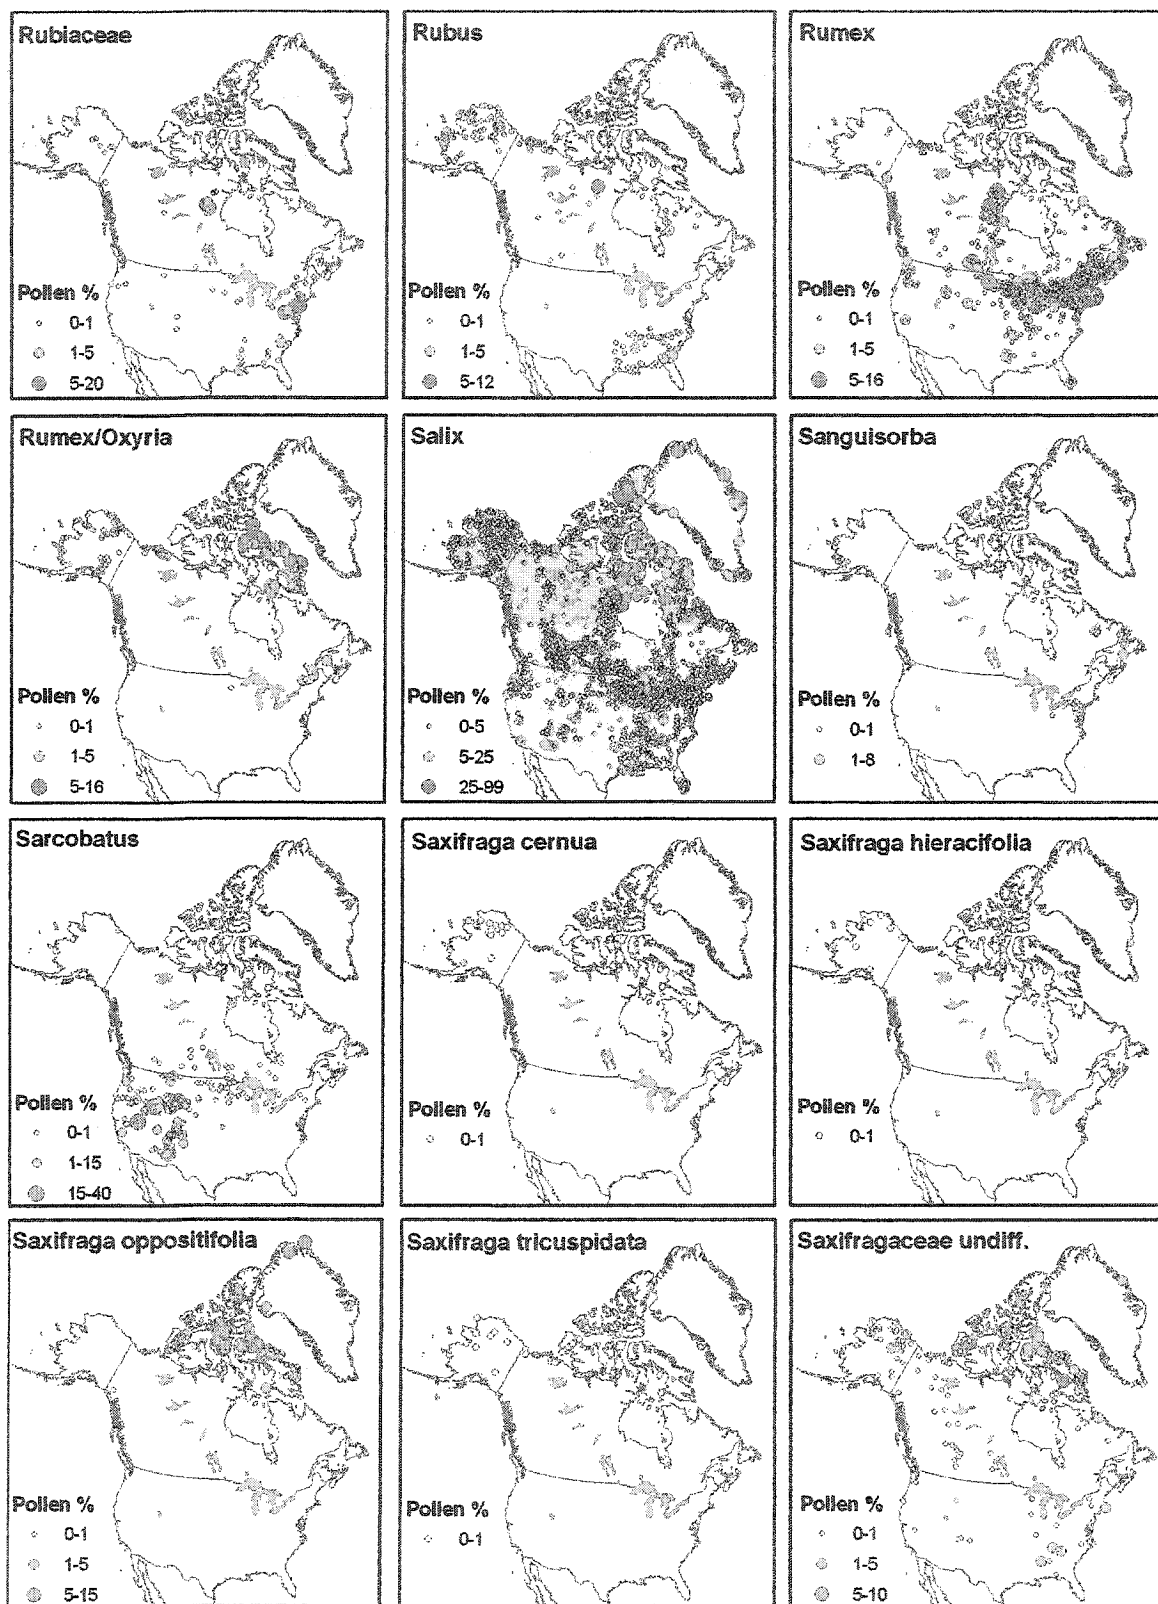 Rubiaceae
Pollen %
0-1
1-5
5-20
Rubus
Pollen %
0-1
1-5
5-12
Rumex
Pollen %
0-1
1-5
5-16
Rumex/Oxyria
Pollen %
0-1
1-5
5-16
Salix
Pollen %
0-5
5-25
25-99
Sanguisorba
Pollen %
0-1
1-8
Sarcobatus
Pollen %
0-1
1-15
15-40
Saxifraga cernua
Pollen %
0-1
Saxifraga hieracifolia
Pollen %
0-1
Saxifraga oppositifolia
Pollen %
0-1
1-5
5-15
Saxifraga tricuspidata
Pollen %
0-1
Saxifragaceae undiff.
Pollen %
0-1
1-5
5-10